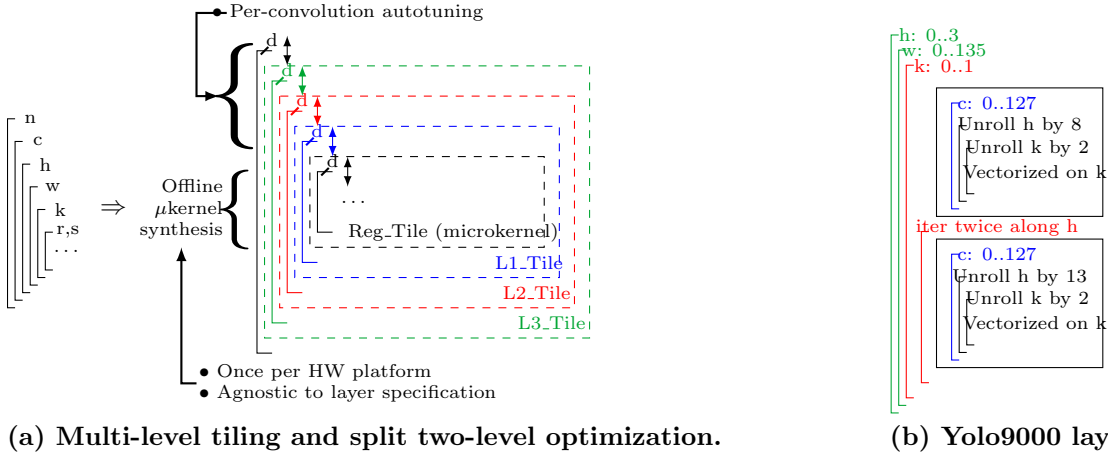 • Per-convolution autotuning
d
d
d
d
d
n
c
h
w
k
r,s
. . .
⇒
Offline
μkernel
synthesis
. . .
Reg_Tile (microkernel)
L1_Tile
L2_Tile
L3_Tile
• Once per HW platform
• Agnostic to layer specification
(a) Multi-level tiling and split two-level optimization.
h: 0..3
w: 0..135
k: 0..1
c: 0..127
Unroll h by 8
Unroll k by 2
Vectorized on k
iter twice along h
c: 0..127
Unroll h by 13
Unroll k by 2
Vectorized on k
(b) Yolo9000 lay